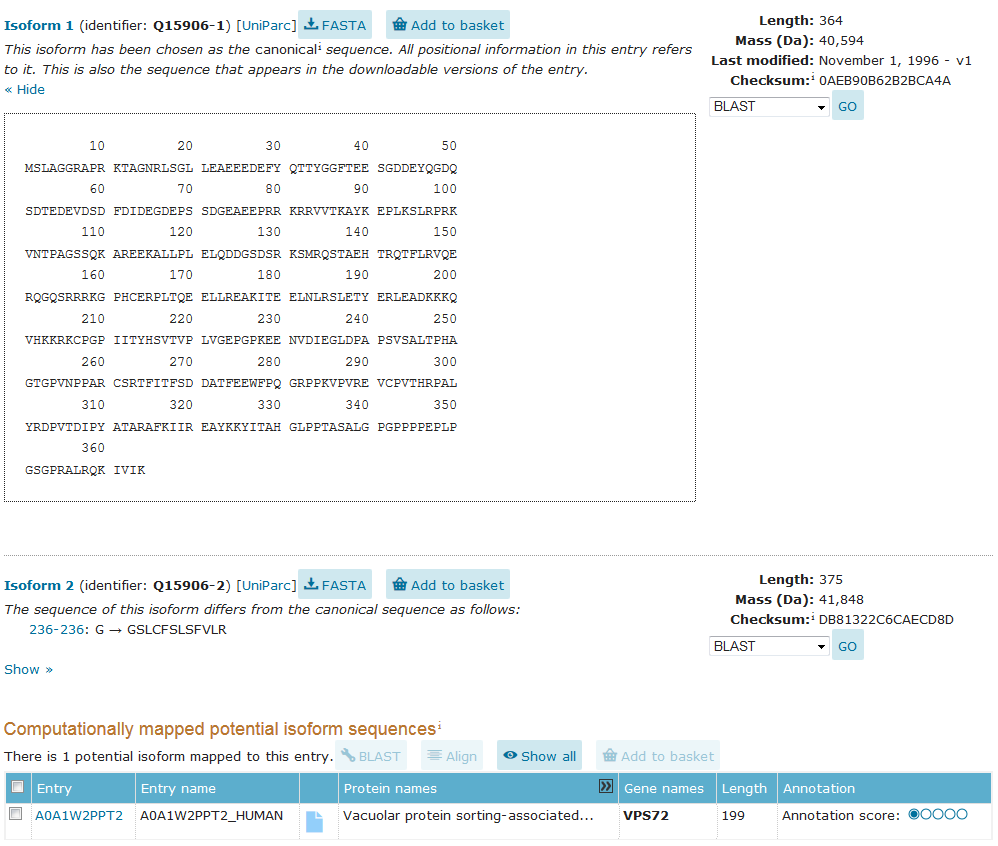 Isoform 1 (identifier: Q15906-1) [UniParc] FASTA Add to basket
This isoform has been chosen as the canonicali sequence. All positional information in this entry refers
to it. This is also the sequence that appears in the downloadable versions of the entry.
« Hide
Length: 364
Mass (Da): 40,594
Last modified: November 1, 1996 - v1
Checksum:i 0AEB90B62B2BCA4A
BLAST GO
10 20 30 40 50
MSLAGGRAPR KTAGNRLSGL LEAEEEDEFY QTTYGGFTEE SGDDEYQGDQ
60 70 80 90 100
SDTEDEVDSD FDIDEGDEPS SDGEAEEPRR KRRVVTKAYK EPLKSLRPRK
110 120 130 140 150
VNTPAGSSQK AREEKALLPL ELQDDGSDSR KSMRQSTAEH TRQTFLRVQE
160 170 180 190 200
RQGQSRRRKG PHCERPLTQE ELLREAKITE ELNLRSLETY ERLEADKKKQ
210 220 230 240 250
VHKKRKCPGP IITYHSVTVP LVGEPGPKEE NVDIEGLDPA PSVSALTPHA
260 270 280 290 300
GTGPVNPPAR CSRTFITFSD DATFEEWFPQ GRPPKVPVRE VCPVTHRPAL
310 320 330 340 350
YRDPVTDIPY ATARAFKIIR EAYKKYITAH GLPPTASALG PGPPPPEPLP
360
GSGPRALRQK IVIK
Isoform 2 (identifier: Q15906-2) [UniParc] FASTA Add to basket
The sequence of this isoform differs from the canonical sequence as follows:
236-236: G → GSLCFSLSFVLR
Show »
Length: 375
Mass (Da): 41,848
Checksum:i DB81322C6CAECD8D
BLAST GO
Computationally mapped potential isoform sequencesi
There is 1 potential isoform mapped to this entry. BLAST Align Show all Add to basket
Entry Entry name Protein names Gene names Length Annotation
A0A1W2PPT2 A0A1W2PPT2_HUMAN Vacuolar protein sorting-associated... VPS72 199 Annotation score: